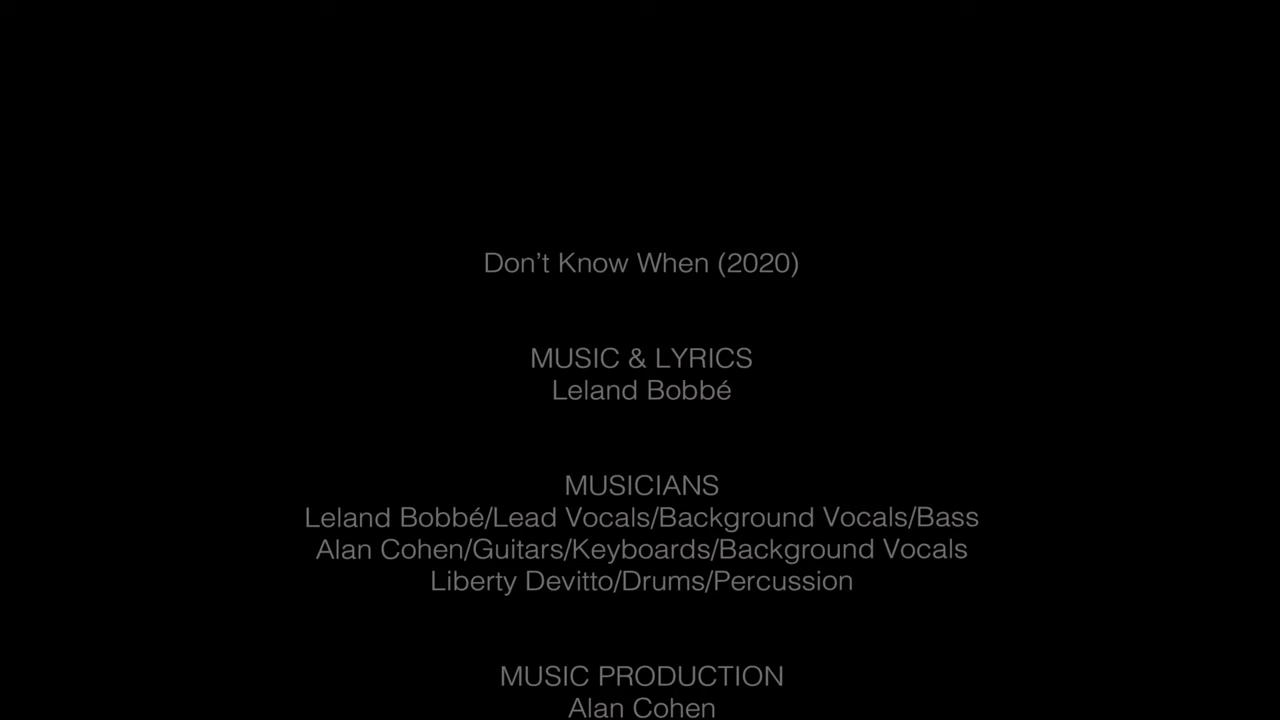 Don’t Know When (2020)
MUSIC & LYRICS
Leland Bobbé
MUSICIANS
Leland Bobbé/Lead Vocals/Background Vocals/Bass
Alan Cohen/Guitars/Keyboards/Background Vocals
Liberty Devitto/Drums/Percussion
MUSIC PRODUCTION
Alan Cohen